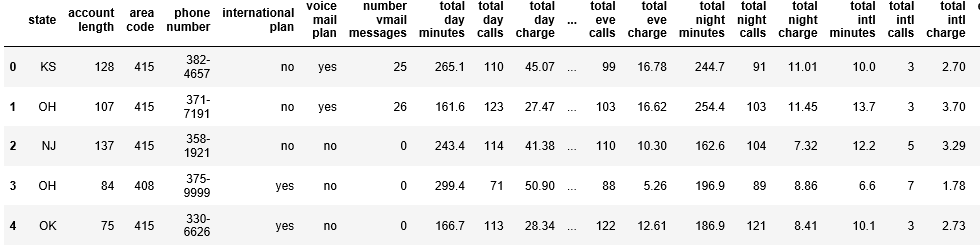 state account length area code phone number international plan voice mail plan number vmail messages total day minutes total day calls total day charge ... total eve calls total eve charge total night minutes total night calls total night charge total intl minutes total intl calls total intl charge
0 KS 128 415 382-4657 no yes 25 265.1 110 45.07 ... 99 16.78 244.7 91 11.01 10.0 3 2.70
1 OH 107 415 371-7191 no yes 26 161.6 123 27.47 ... 103 16.62 254.4 103 11.45 13.7 3 3.70
2 NJ 137 415 358-1921 no no 0 243.4 114 41.38 ... 110 10.30 162.6 104 7.32 12.2 5 3.29
3 OH 84 408 375-9999 yes no 0 299.4 71 50.90 ... 88 5.26 196.9 89 8.86 6.6 7 1.78
4 OK 75 415 330-6626 yes no 0 166.7 113 28.34 ... 122 12.61 186.9 121 8.41 10.1 3 2.73